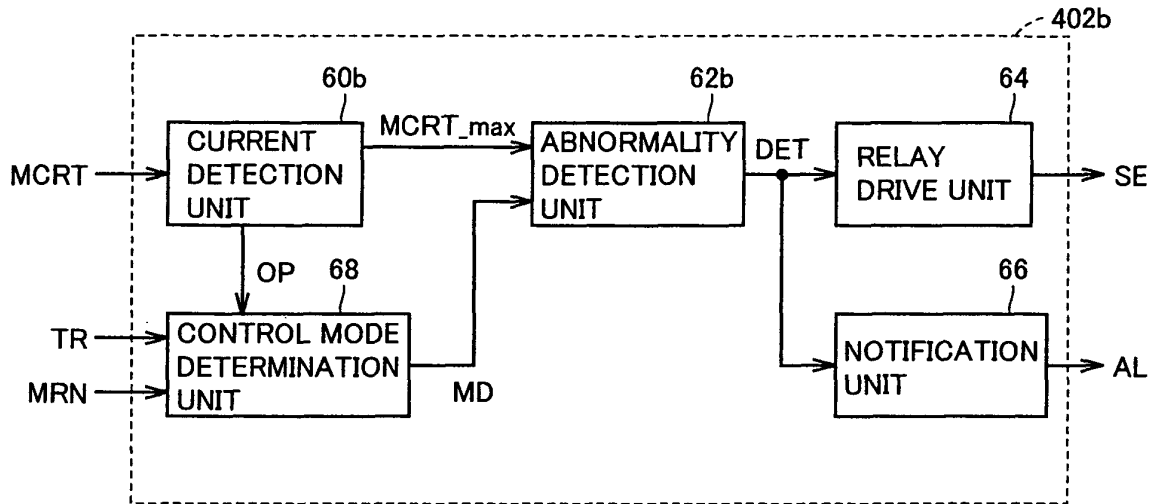 402b
60b
62b
64
MCRT
CURRENT
DETECTION
UNIT
MCRT_max
ABNORMALITY
DETECTION
UNIT
DET
RELAY
DRIVE UNIT
SE
OP
68
66
TR
MRN
CONTROL MODE
DETERMINATION
UNIT
MD
NOTIFICATION
UNIT
AL